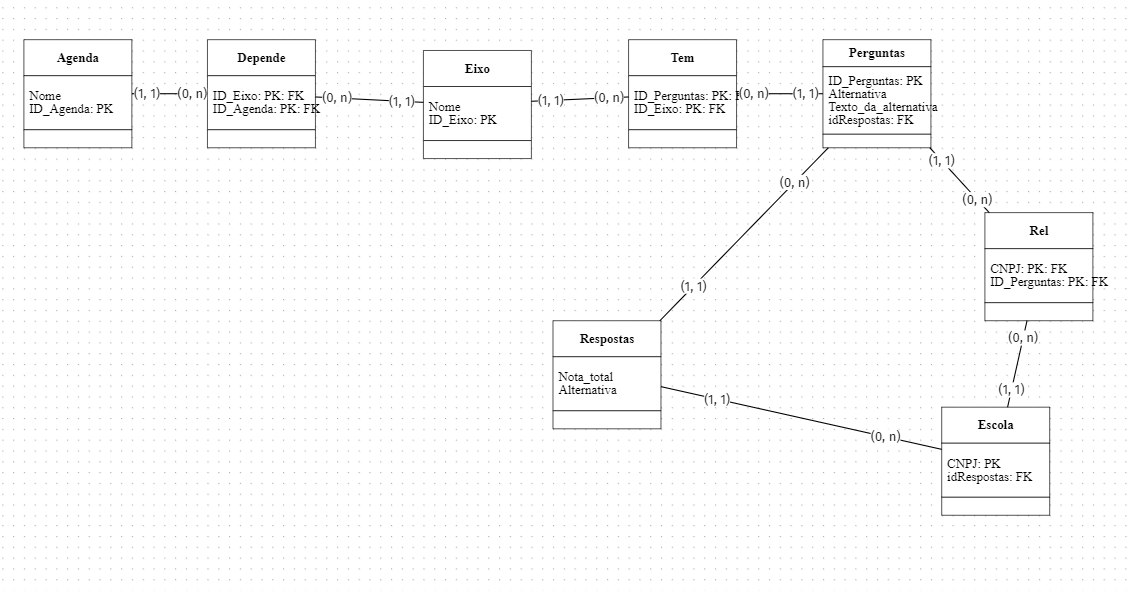 Agenda
Nome
ID_Agenda: PK
(1, 1)
(0, n)
Depende
ID_Eixo: PK: FK
ID_Agenda: PK: FK
(0, n)
(1, 1)
Eixo
Nome
ID_Eixo: PK
(1, 1)
(0, n)
Tem
ID_Perguntas: PK:
ID_Eixo: PK: FK
(0, n)
(1, 1)
Perguntas
ID_Perguntas: PK
Alternativa
Texto_da_alternativa
idRespostas: FK
(0, n)
(1, 1)
(1, 1)
(0, n)
Rel
CNPJ: PK: FK
ID_Perguntas: PK: FK
(0, n)
(1, 1)
Respostas
Nota_total
Alternativa
(1, 1)
(0, n)
Escola
CNPJ: PK
idRespostas: FK